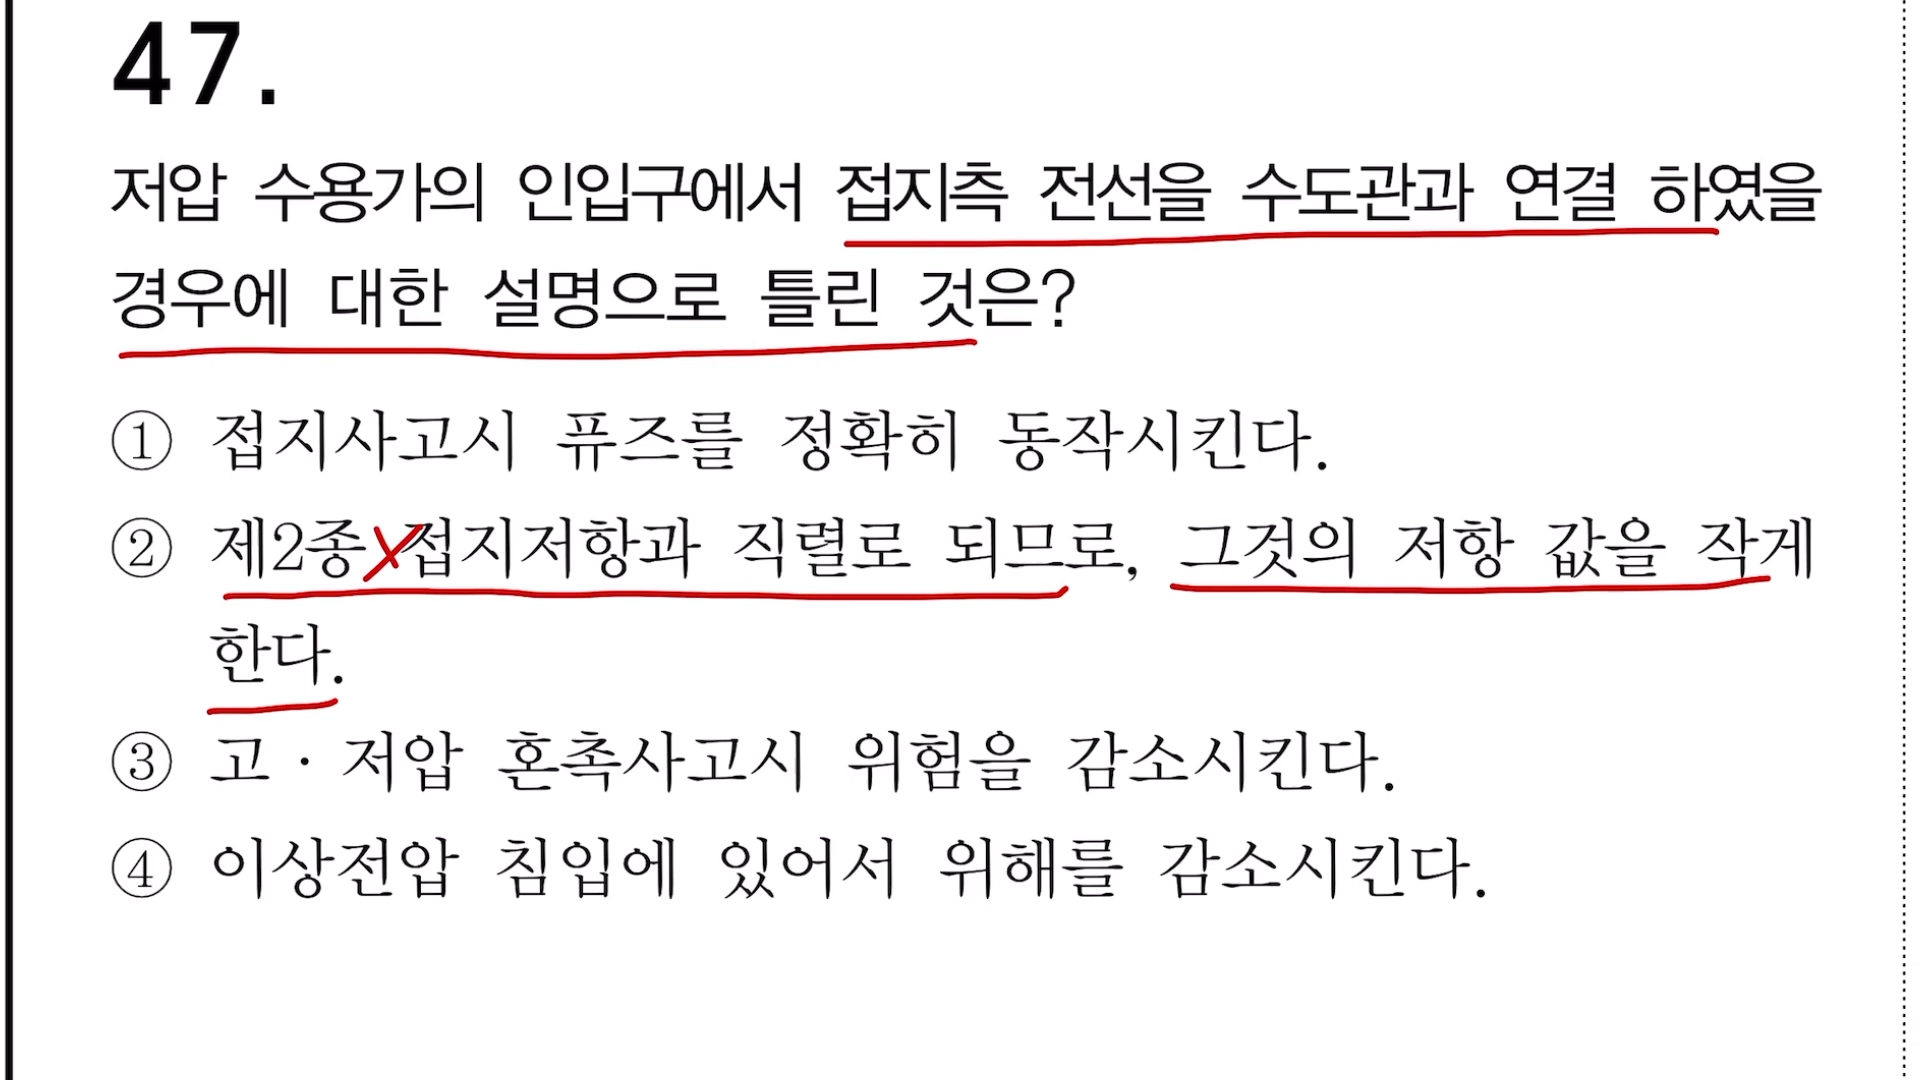 47.
저압 수용가의 인입구에서 접지측 전선을 수도관과 연결 하였을
경우에 대한 설명으로 틀린 것은?
① 접지사고시 퓨즈를 정확히 동작시킨다.
② 제2종 접지저항과 직렬로 되므로, 그것의 저항 값을 작게
한다.
③ 고·저압 혼촉사고시 위험을 감소시킨다.
④ 이상전압 침입에 있어서 위해를 감소시킨다.